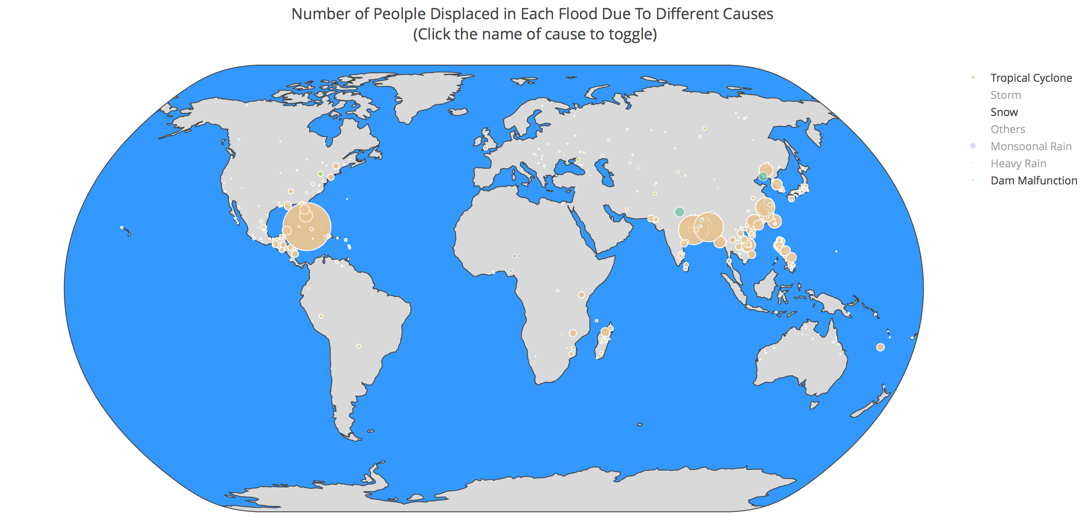 Number of Peolple Displaced in Each Flood Due To Different Causes
(Click the name of cause to toggle)
Tropical Cyclone
Storm
Snow
Others
Monsoonal Rain
Heavy Rain
Dam Malfunction